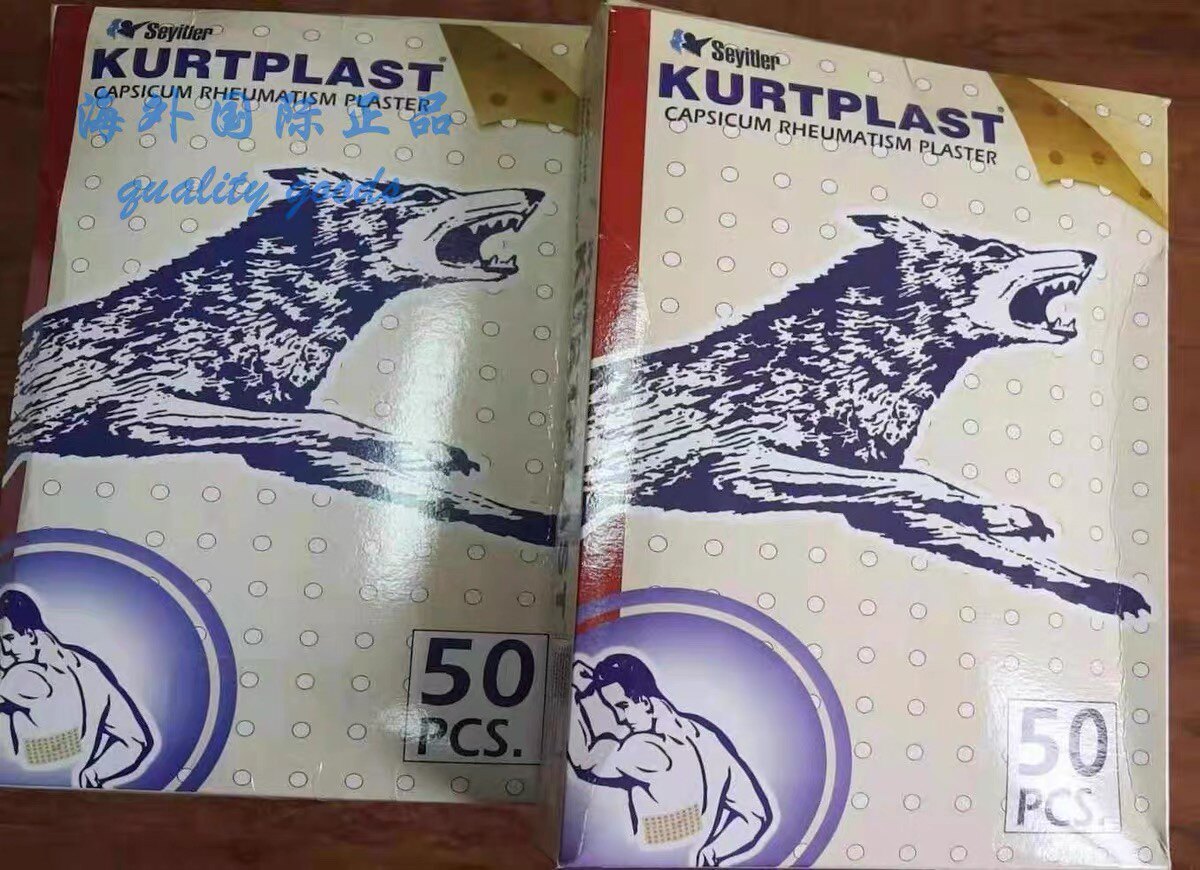 Seyitler
KURTPLAST®
CAPSICUM RHEUMATISM PLASTER
海外国际正品
quality goods
50
PCS.
Seyitler
KURTPLAST®
CAPSICUM RHEUMATISM PLASTER
50
PCS.